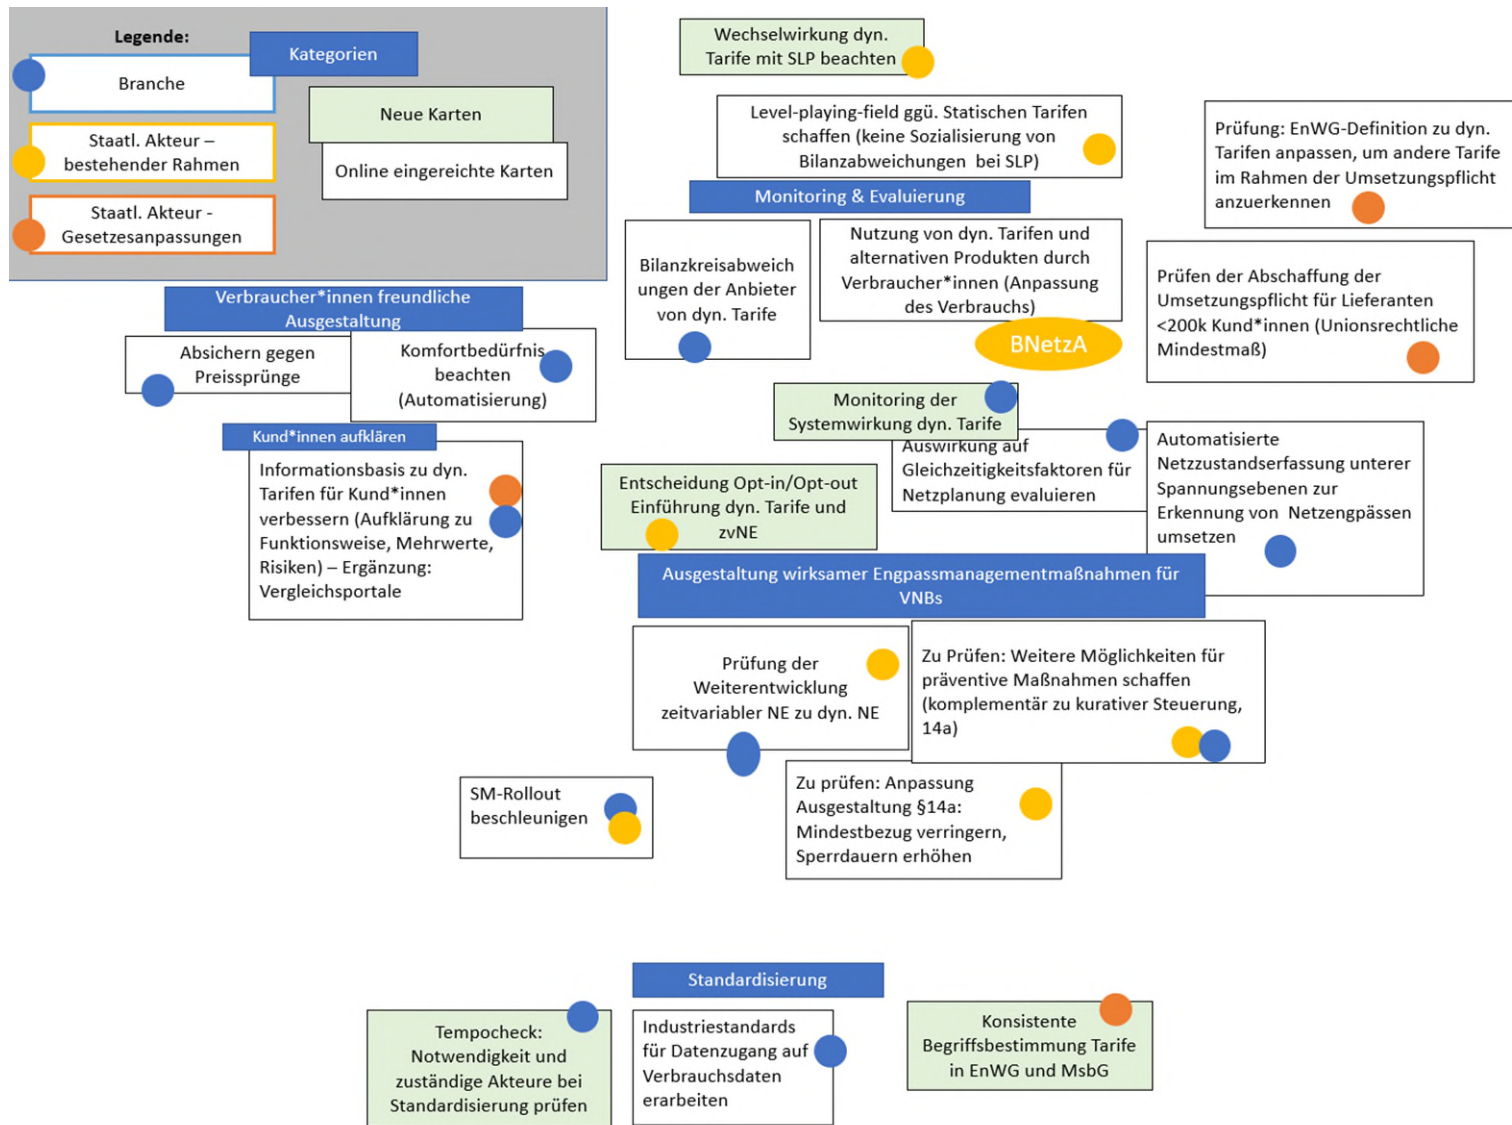 Legende:
Kategorien
Branche
Neue Karten
Staatl. Akteur –
bestehender Rahmen
Online eingereichte Karten
Staatl. Akteur -
Gesetzesanpassungen
Wechselwirkung dyn.
Tarife mit SLP beachten
Level-playing-field ggü. Statischen Tarifen
schaffen (keine Sozialisierung von
Bilanzabweichungen bei SLP)
Prüfung: EnWG-Definition zu dyn.
Tarifen anpassen, um andere Tarife
im Rahmen der Umsetzungspflicht
anzuerkennen
Monitoring & Evaluierung
Bilanzkreisabweich
ungen der Anbieter
von dyn. Tarife
Nutzung von dyn. Tarifen und
alternativen Produkten durch
Verbraucher*innen (Anpassung
des Verbrauchs)
BNetzA
Prüfen der Abschaffung der
Umsetzungspflicht für Lieferanten
<200k Kund*innen (Unionsrechtliche
Mindestmaß)
Verbraucher*innen freundliche
Ausgestaltung
Absichern gegen
Preissprünge
Komfortbedürfnis
beachten
(Automatisierung)
Kund*innen aufklären
Informationsbasis zu dyn.
Tarifen für Kund*innen
verbessern (Aufklärung zu
Funktionsweise, Mehrwerte,
Risiken) – Ergänzung:
Vergleichsportale
Monitoring der
Systemwirkung dyn. Tarife
Auswirkung auf
Gleichzeitigkeitsfaktoren für
Netzplanung evaluieren
Automatisierte
Netzzustandserfassung unterer
Spannungsebenen zur
Erkennung von Netzengpässen
umsetzen
Entscheidung Opt-in/Opt-out
Einführung dyn. Tarife und
zvNE
Ausgestaltung wirksamer Engpassmanagementmaßnahmen für
VNBs
Prüfung der
Weiterentwicklung
zeitvariabler NE zu dyn. NE
Zu Prüfen: Weitere Möglichkeiten für
präventive Maßnahmen schaffen
(komplementär zu kurativer Steuerung,
14a)
SM-Rollout
beschleunigen
Zu prüfen: Anpassung
Ausgestaltung §14a:
Mindestbezug verringern,
Sperrdauern erhöhen
Standardisierung
Tempocheck:
Notwendigkeit und
zuständige Akteure bei
Standardisierung prüfen
Industriestandards
für Datenzugang auf
Verbrauchsdaten
erarbeiten
Konsistente
Begriffsbestimmung Tarife
in EnWG und MsbG